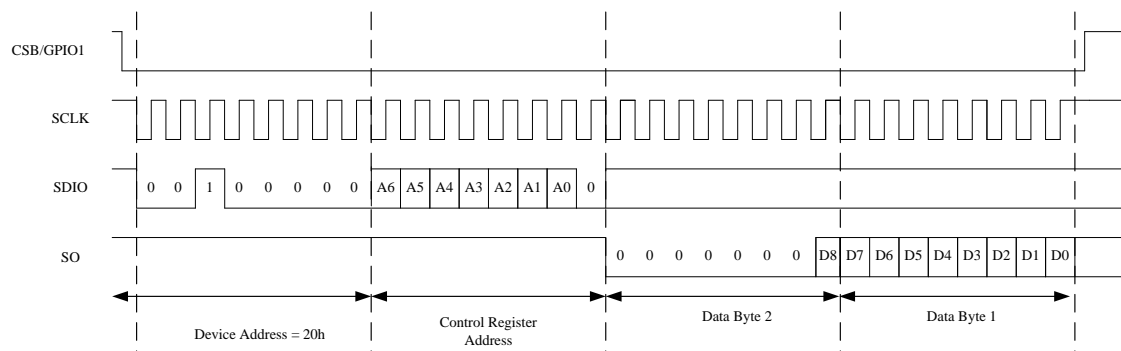 CSB/GPIO1
SCLK
SDIO
0 0 1 0 0 0 0 0 A6 A5 A4 A3 A2 A1 A0 0
SO
0 0 0 0 0 0 0 D8 D7 D6 D5 D4 D3 D2 D1 D0
Device Address = 20h
Control Register
Address
Data Byte 2
Data Byte 1